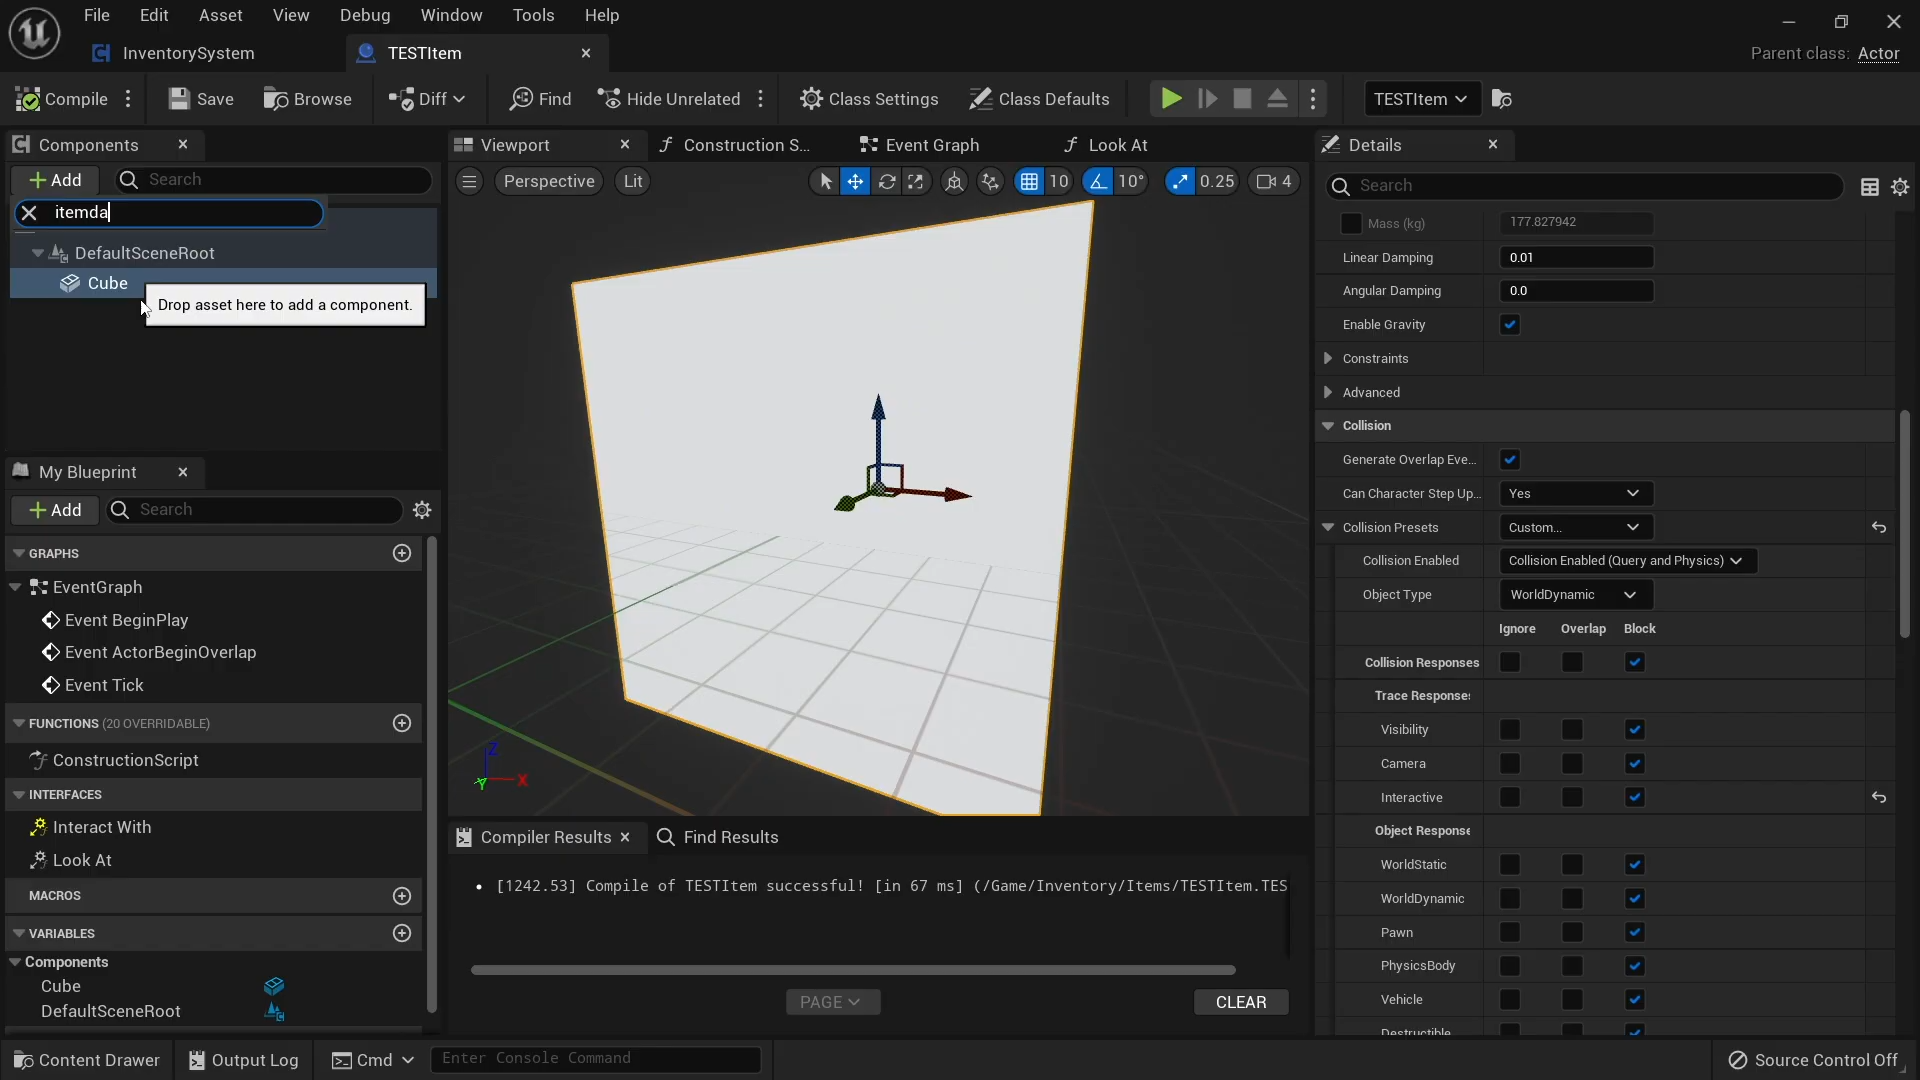 File Edit Asset View Debug Window Tools Help
InventorySystem TESTItem Parent class: Actor
Compile Save Browse Diff Find Hide Unrelated Class Settings Class Defaults TESTItem
Components Viewport Construction S... Event Graph Look At Details
+ Add Search Perspective Lit 10 10° 0.25 4 Search
itemda
DefaultSceneRoot
Cube
Drop asset here to add a component.
Mass (kg) 177.827942
Linear Damping 0.01
Angular Damping 0.0
Enable Gravity
Constraints
Advanced
Collision
Generate Overlap Eve...
Can Character Step Up... Yes
Collision Presets Custom...
Collision Enabled Collision Enabled (Query and Physics)
Object Type WorldDynamic
Ignore Overlap Block
Collision Responses
Trace Response
Visibility
Camera
Interactive
Object Response
WorldStatic
WorldDynamic
Pawn
PhysicsBody
Vehicle
Destructible
My Blueprint
+ Add Search
GRAPHS
EventGraph
Event BeginPlay
Event ActorBeginOverlap
Event Tick
FUNCTIONS (20 OVERRIDABLE)
ConstructionScript
INTERFACES
Interact With
Look At
MACROS
VARIABLES
Components
Cube
DefaultSceneRoot
Z
X
Y
Compiler Results Find Results
[1242.53] Compile of TESTItem successful! [in 67 ms] (/Game/Inventory/Items/TESTItem.TES
PAGE CLEAR
Content Drawer Output Log Cmd Enter Console Command Source Control Off